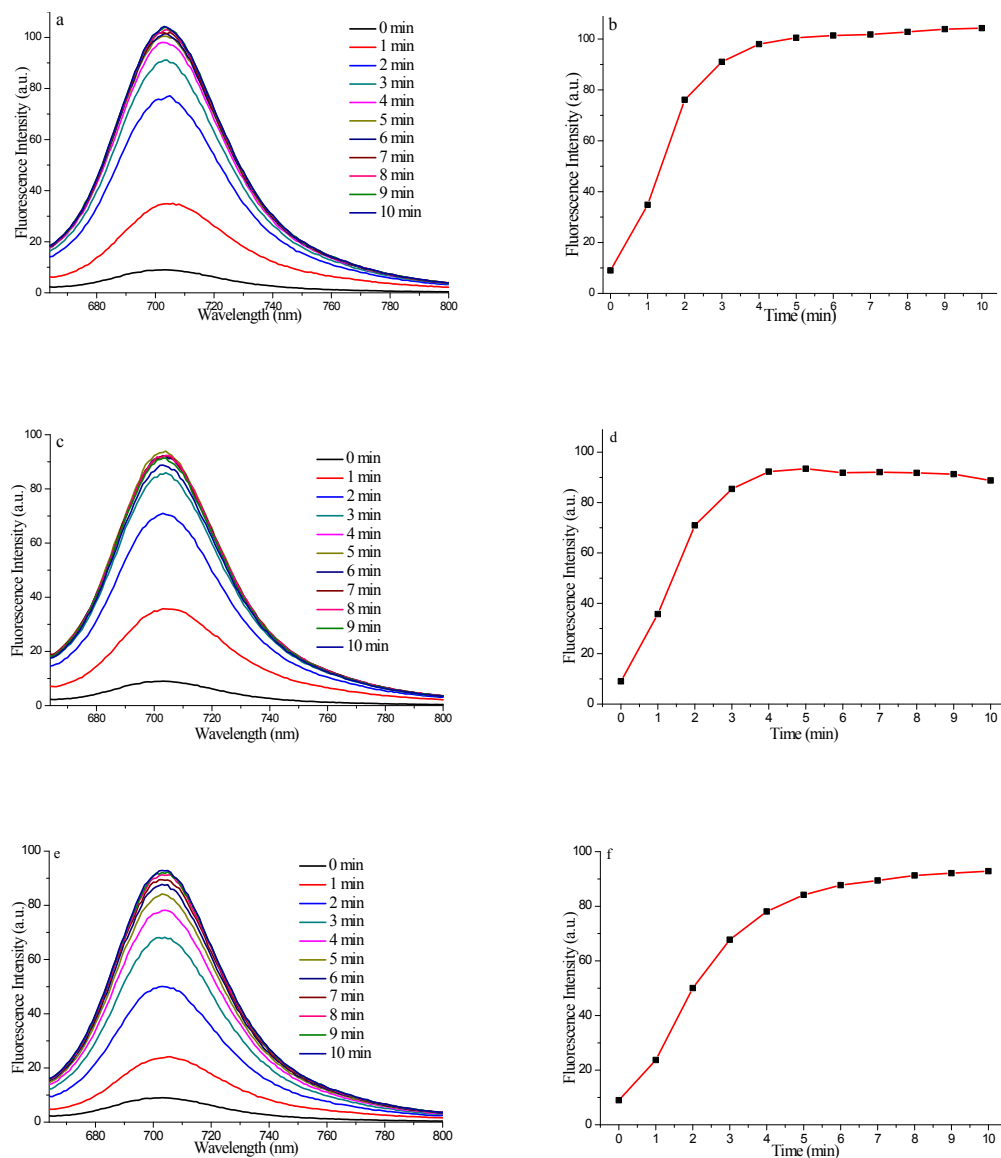 a
Fluorescence Intensity (a.u.)
100
80
60
40
20
0
680
700
720
740
760
780
800
Wavelength (nm)
0 min
1 min
2 min
3 min
4 min
5 min
6 min
7 min
8 min
9 min
10 min
b
Fluorescence Intensity (a.u.)
100
80
60
40
20
0
0
1
2
3
4
5
6
7
8
9
10
Time (min)
c
Fluorescence Intensity (a.u.)
100
80
60
40
20
0
680
700
720
740
760
780
800
Wavelength (nm)
0 min
1 min
2 min
3 min
4 min
5 min
6 min
7 min
8 min
9 min
10 min
d
Fluorescence Intensity (a.u.)
100
80
60
40
20
0
0
1
2
3
4
5
6
7
8
9
10
Time (min)
e
Fluorescence Intensity (a.u.)
100
80
60
40
20
0
680
700
720
740
760
780
800
Wavelength (nm)
0 min
1 min
2 min
3 min
4 min
5 min
6 min
7 min
8 min
9 min
10 min
f
Fluorescence Intensity (a.u.)
100
80
60
40
20
0
0
1
2
3
4
5
6
7
8
9
10
Time (min)